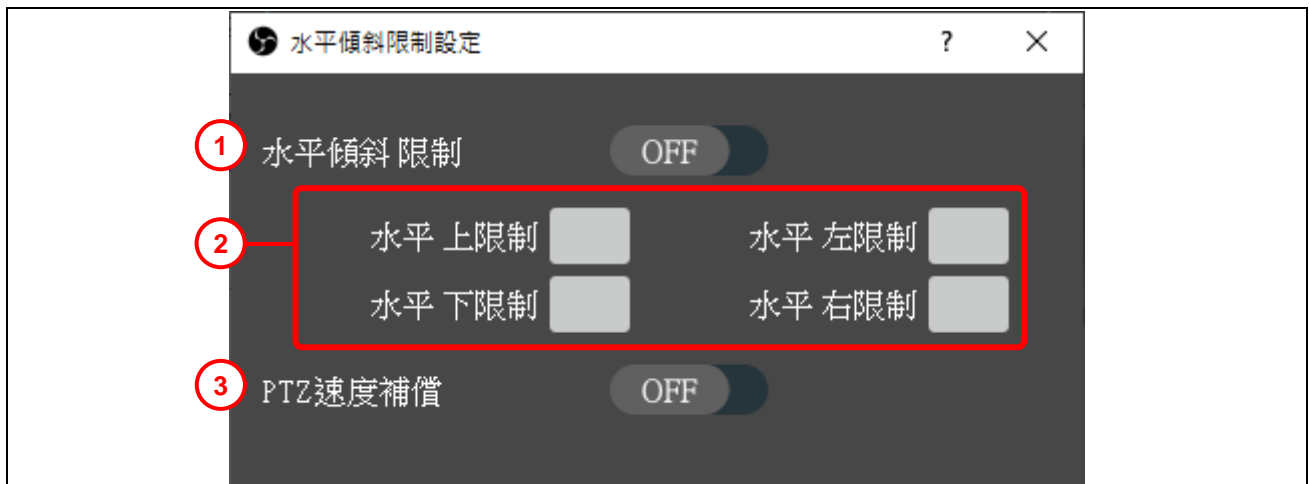 水平傾斜限制設定 ? ×
1 水平傾斜 限制 OFF
2 水平 上限制 水平 左限制
水平 下限制 水平 右限制
3 PTZ速度補償 OFF